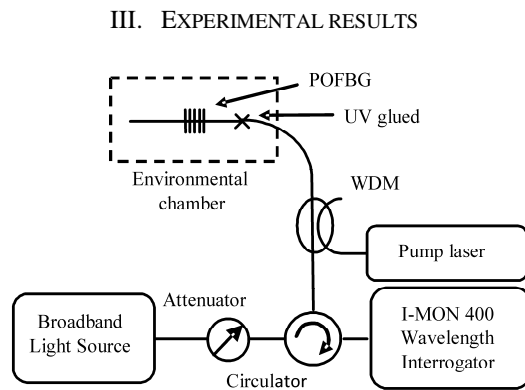 III. EXPERIMENTAL RESULTS
POFBG
UV glued
Environmental
chamber
WDM
Pump laser
Attenuator
Broadband
Light Source
I-MON 400
Wavelength
Interrogator
Circulator